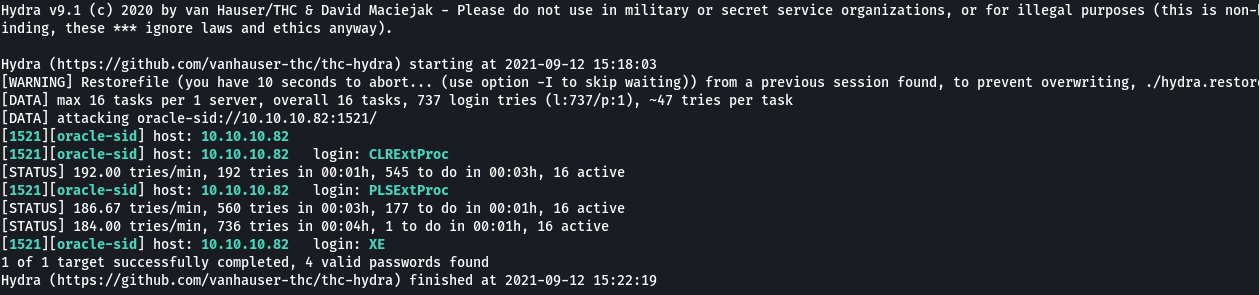 Hydra v9.1 (c) 2020 by van Hauser/THC & David Maciejak - Please do not use in military or secret service organizations, or for illegal purposes (this is non-
inding, these *** ignore laws and ethics anyway).
Hydra (https://github.com/vanhauser-thc/thc-hydra) starting at 2021-09-12 15:18:03
[WARNING] Restorefile (you have 10 seconds to abort... (use option -I to skip waiting)) from a previous session found, to prevent overwriting, ./hydra.restor
[DATA] max 16 tasks per 1 server, overall 16 tasks, 737 login tries (l:737/p:1), ~47 tries per task
[DATA] attacking oracle-sid://10.10.10.82:1521/
[1521][oracle-sid] host: 10.10.10.82
[1521][oracle-sid] host: 10.10.10.82   login: CLRExtProc
[STATUS] 192.00 tries/min, 192 tries in 00:01h, 545 to do in 00:03h, 16 active
[1521][oracle-sid] host: 10.10.10.82   login: PLSExtProc
[STATUS] 186.67 tries/min, 560 tries in 00:03h, 177 to do in 00:01h, 16 active
[STATUS] 184.00 tries/min, 736 tries in 00:04h, 1 to do in 00:01h, 16 active
[1521][oracle-sid] host: 10.10.10.82   login: XE
1 of 1 target successfully completed, 4 valid passwords found
Hydra (https://github.com/vanhauser-thc/thc-hydra) finished at 2021-09-12 15:22:19